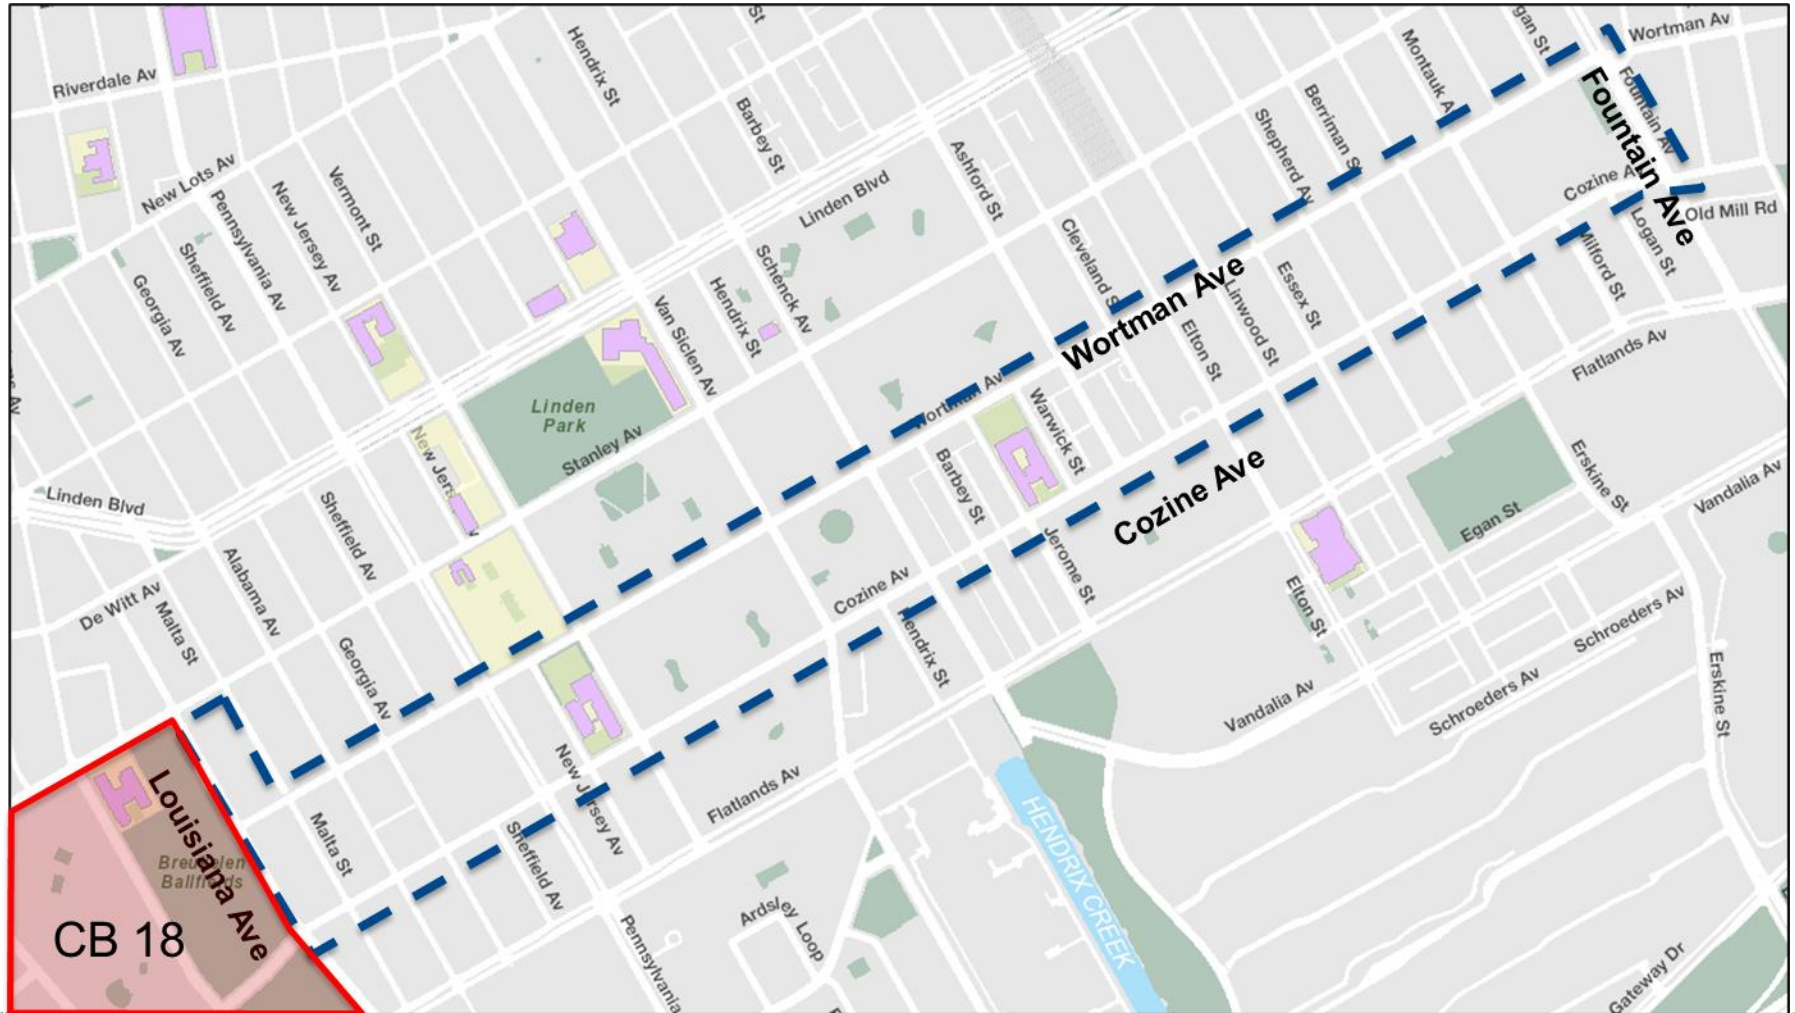 Riverdale Av
Hendrix St
St
gan St
Wortman Av
Montauk A
Barbey St
Berriman St
Shepherd Av
Fountain Av
Fountain Ave
New Lots Av
Vermont St
New Jersey Av
Pennsylvania Av
Sheffield Av
Georgia Av
Linden Blvd
Ashford St
Cozine A
Old Mill Rd
Logan St
Milford St
Cleveland S
Essex St
Linwood St
Elton St
Wortman Ave
Schenck Av
Hendrix St
Van Siclen Av
Linden
Park
Stanley Av
Wortman Av
Warwick St
Flatlands Av
New Jers
Barbey St
Cozine Ave
Erskine St
Vandalia Av
Egan St
Linden Blvd
Sheffield Av
Alabama Av
De Witt Av
Malta St
Georgia Av
Cozine Av
Jerome St
Hendrix St
Elton St
Schroeders Av
Vandalia Av
Schroeders Av
Erskine St
New Jersey Av
Flatlands Av
Louisiana Ave
Breukelen
Ballfields
Malta St
Sheffield Av
HENDRIX CREEK
CB 18
Ardsley Loop
Pennsylvania
Gateway Dr